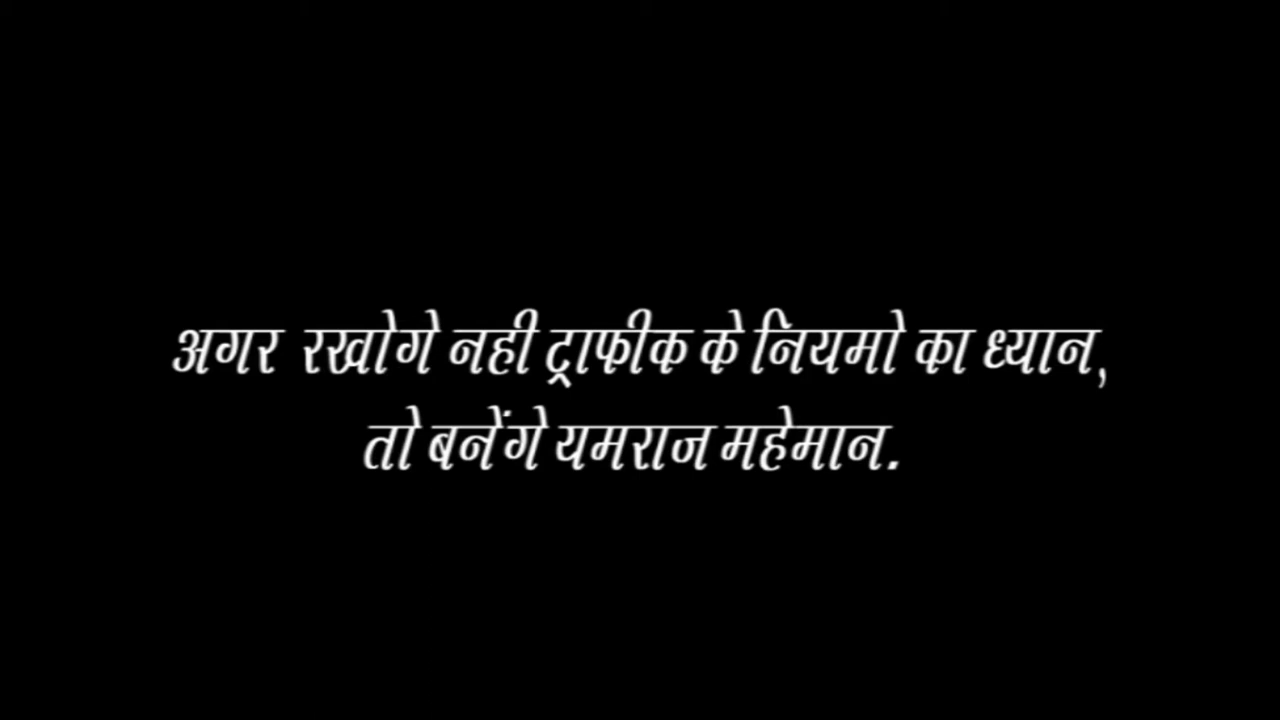 अगर रखोगे नही ट्राफीक के नियमो का ध्यान,
तो बनेंगे यमराज महेमान.